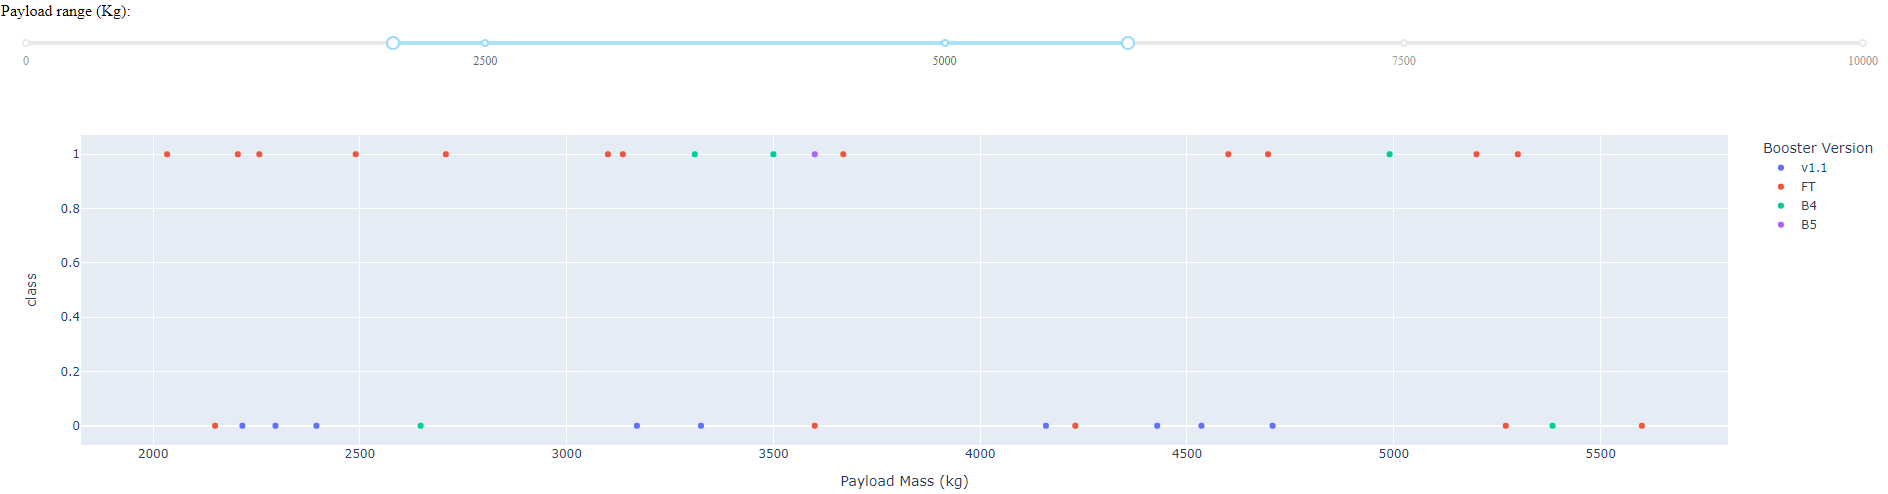 Payload range (Kg):
0 2500 5000 7500 10000
Booster Version
v1.1
FT
B4
B5
1
0.8
0.6
0.4
0.2
0
class
2000 2500 3000 3500 4000 4500 5000 5500
Payload Mass (kg)